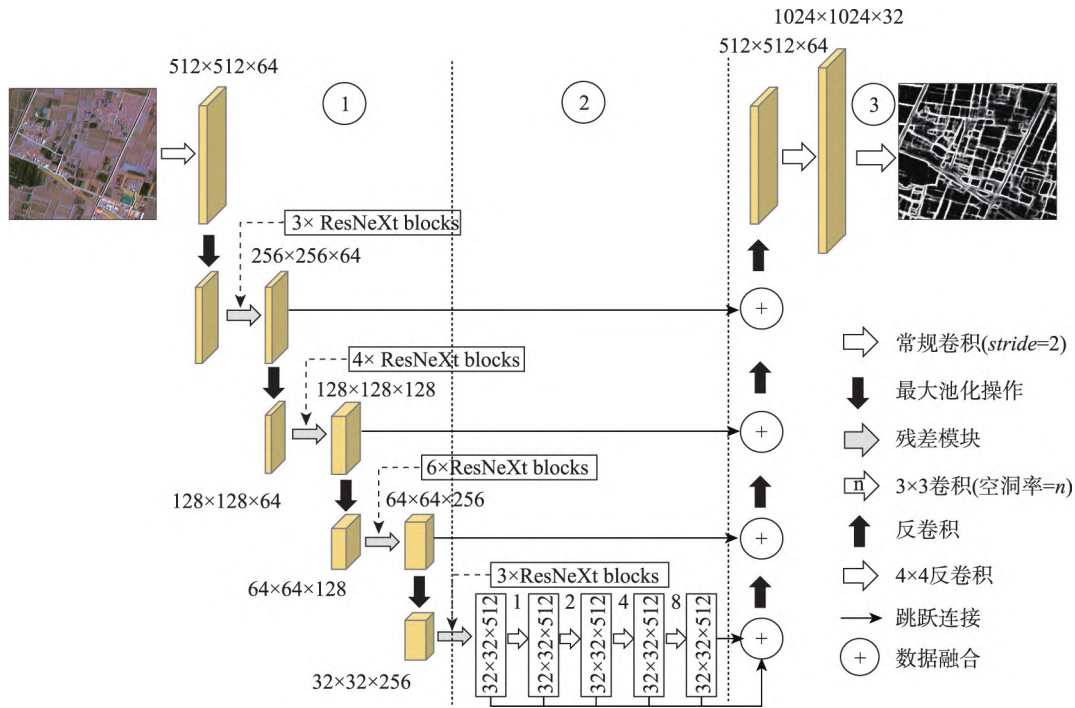 1024×1024×32
512×512×64
512×512×64
①
②
③
3× ResNeXt blocks
256×256×64
4× ResNeXt blocks
128×128×128
128×128×64
6×ResNeXt blocks
64×64×256
64×64×128
3×ResNeXt blocks
32×32×256
32×32×512
1
32×32×512
2
32×32×512
4
32×32×512
8
32×32×512
+
+
+
+
常规卷积(stride=2)
最大池化操作
残差模块
n 3×3卷积(空洞率=n)
反卷积
4×4反卷积
跳跃连接
+ 数据融合